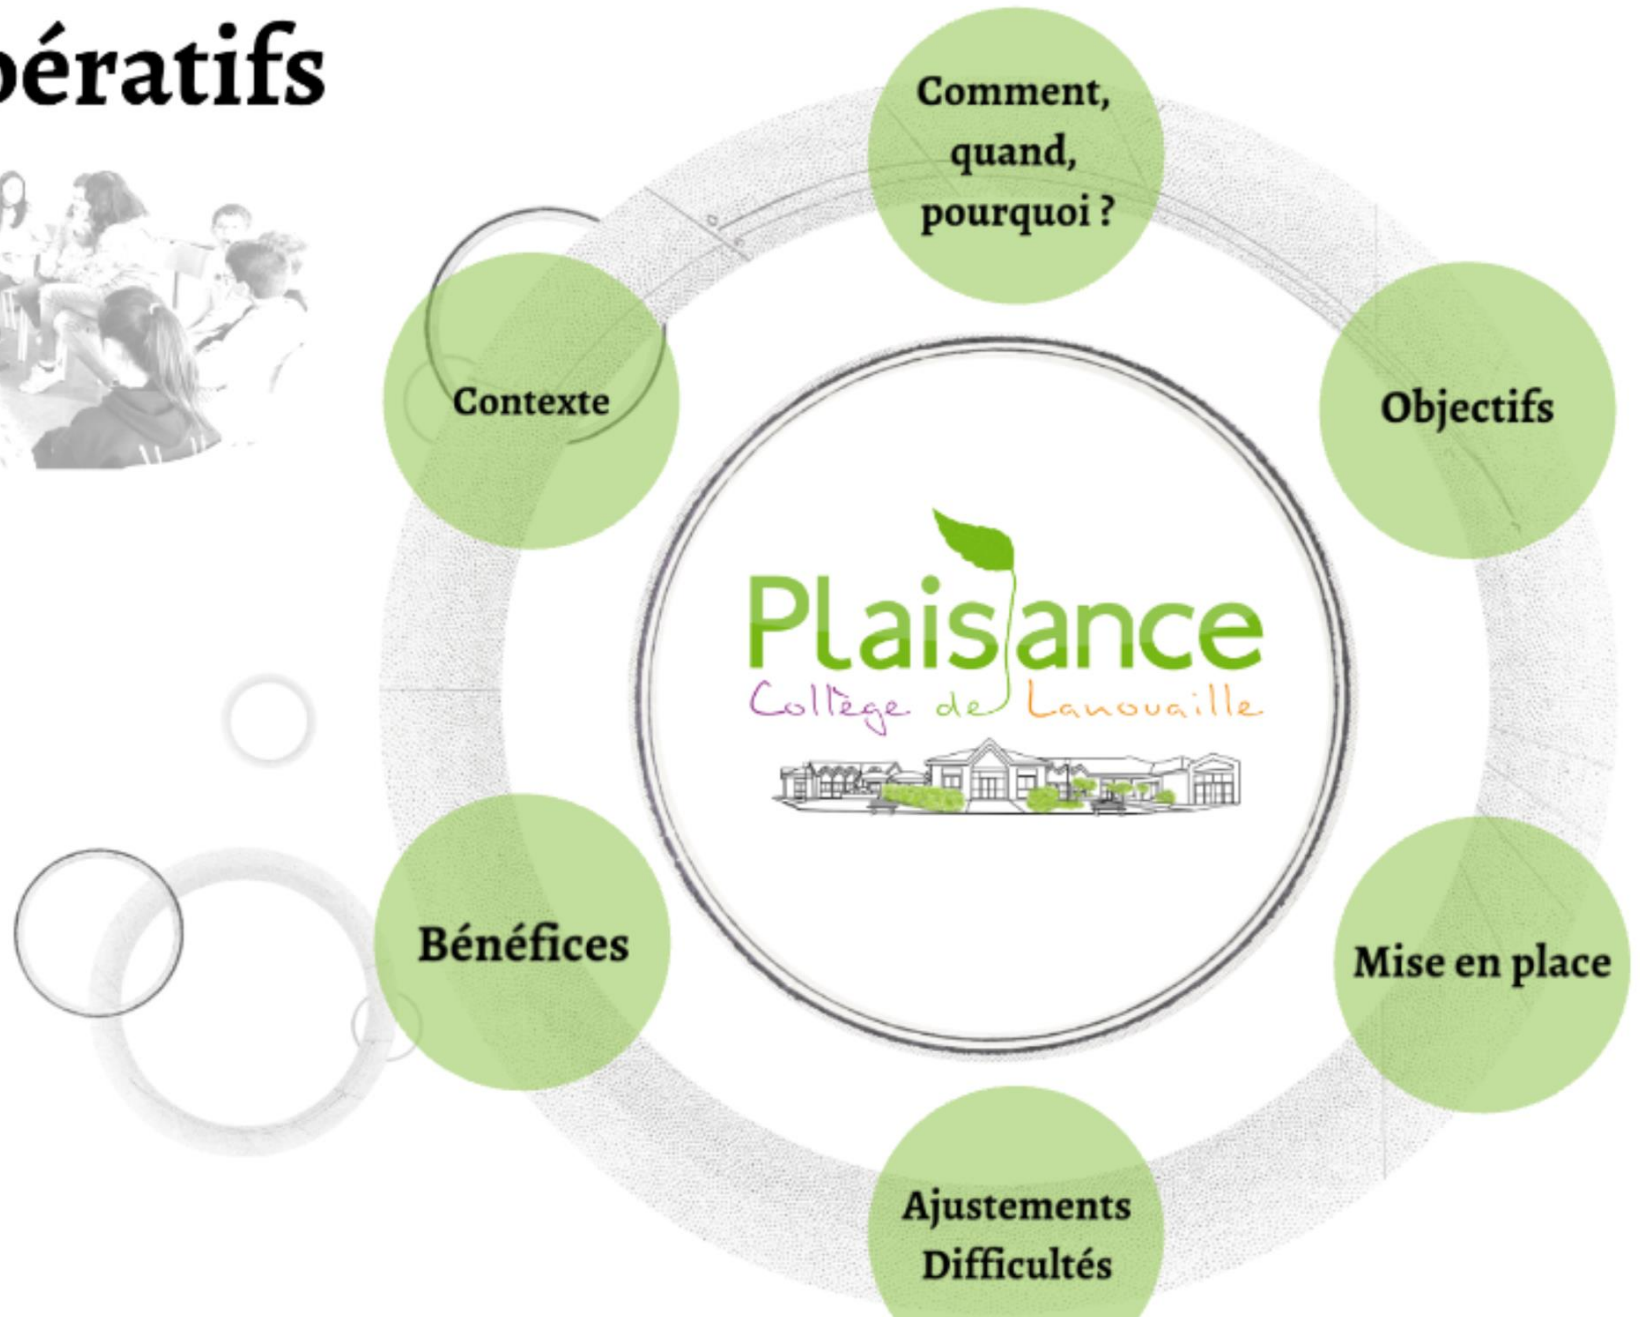 pératifs
Comment,
quand,
pourquoi ?
Contexte
Objectifs
Plaisance
Collège de Lanouaille
Bénéfices
Mise en place
Ajustements
Difficultés